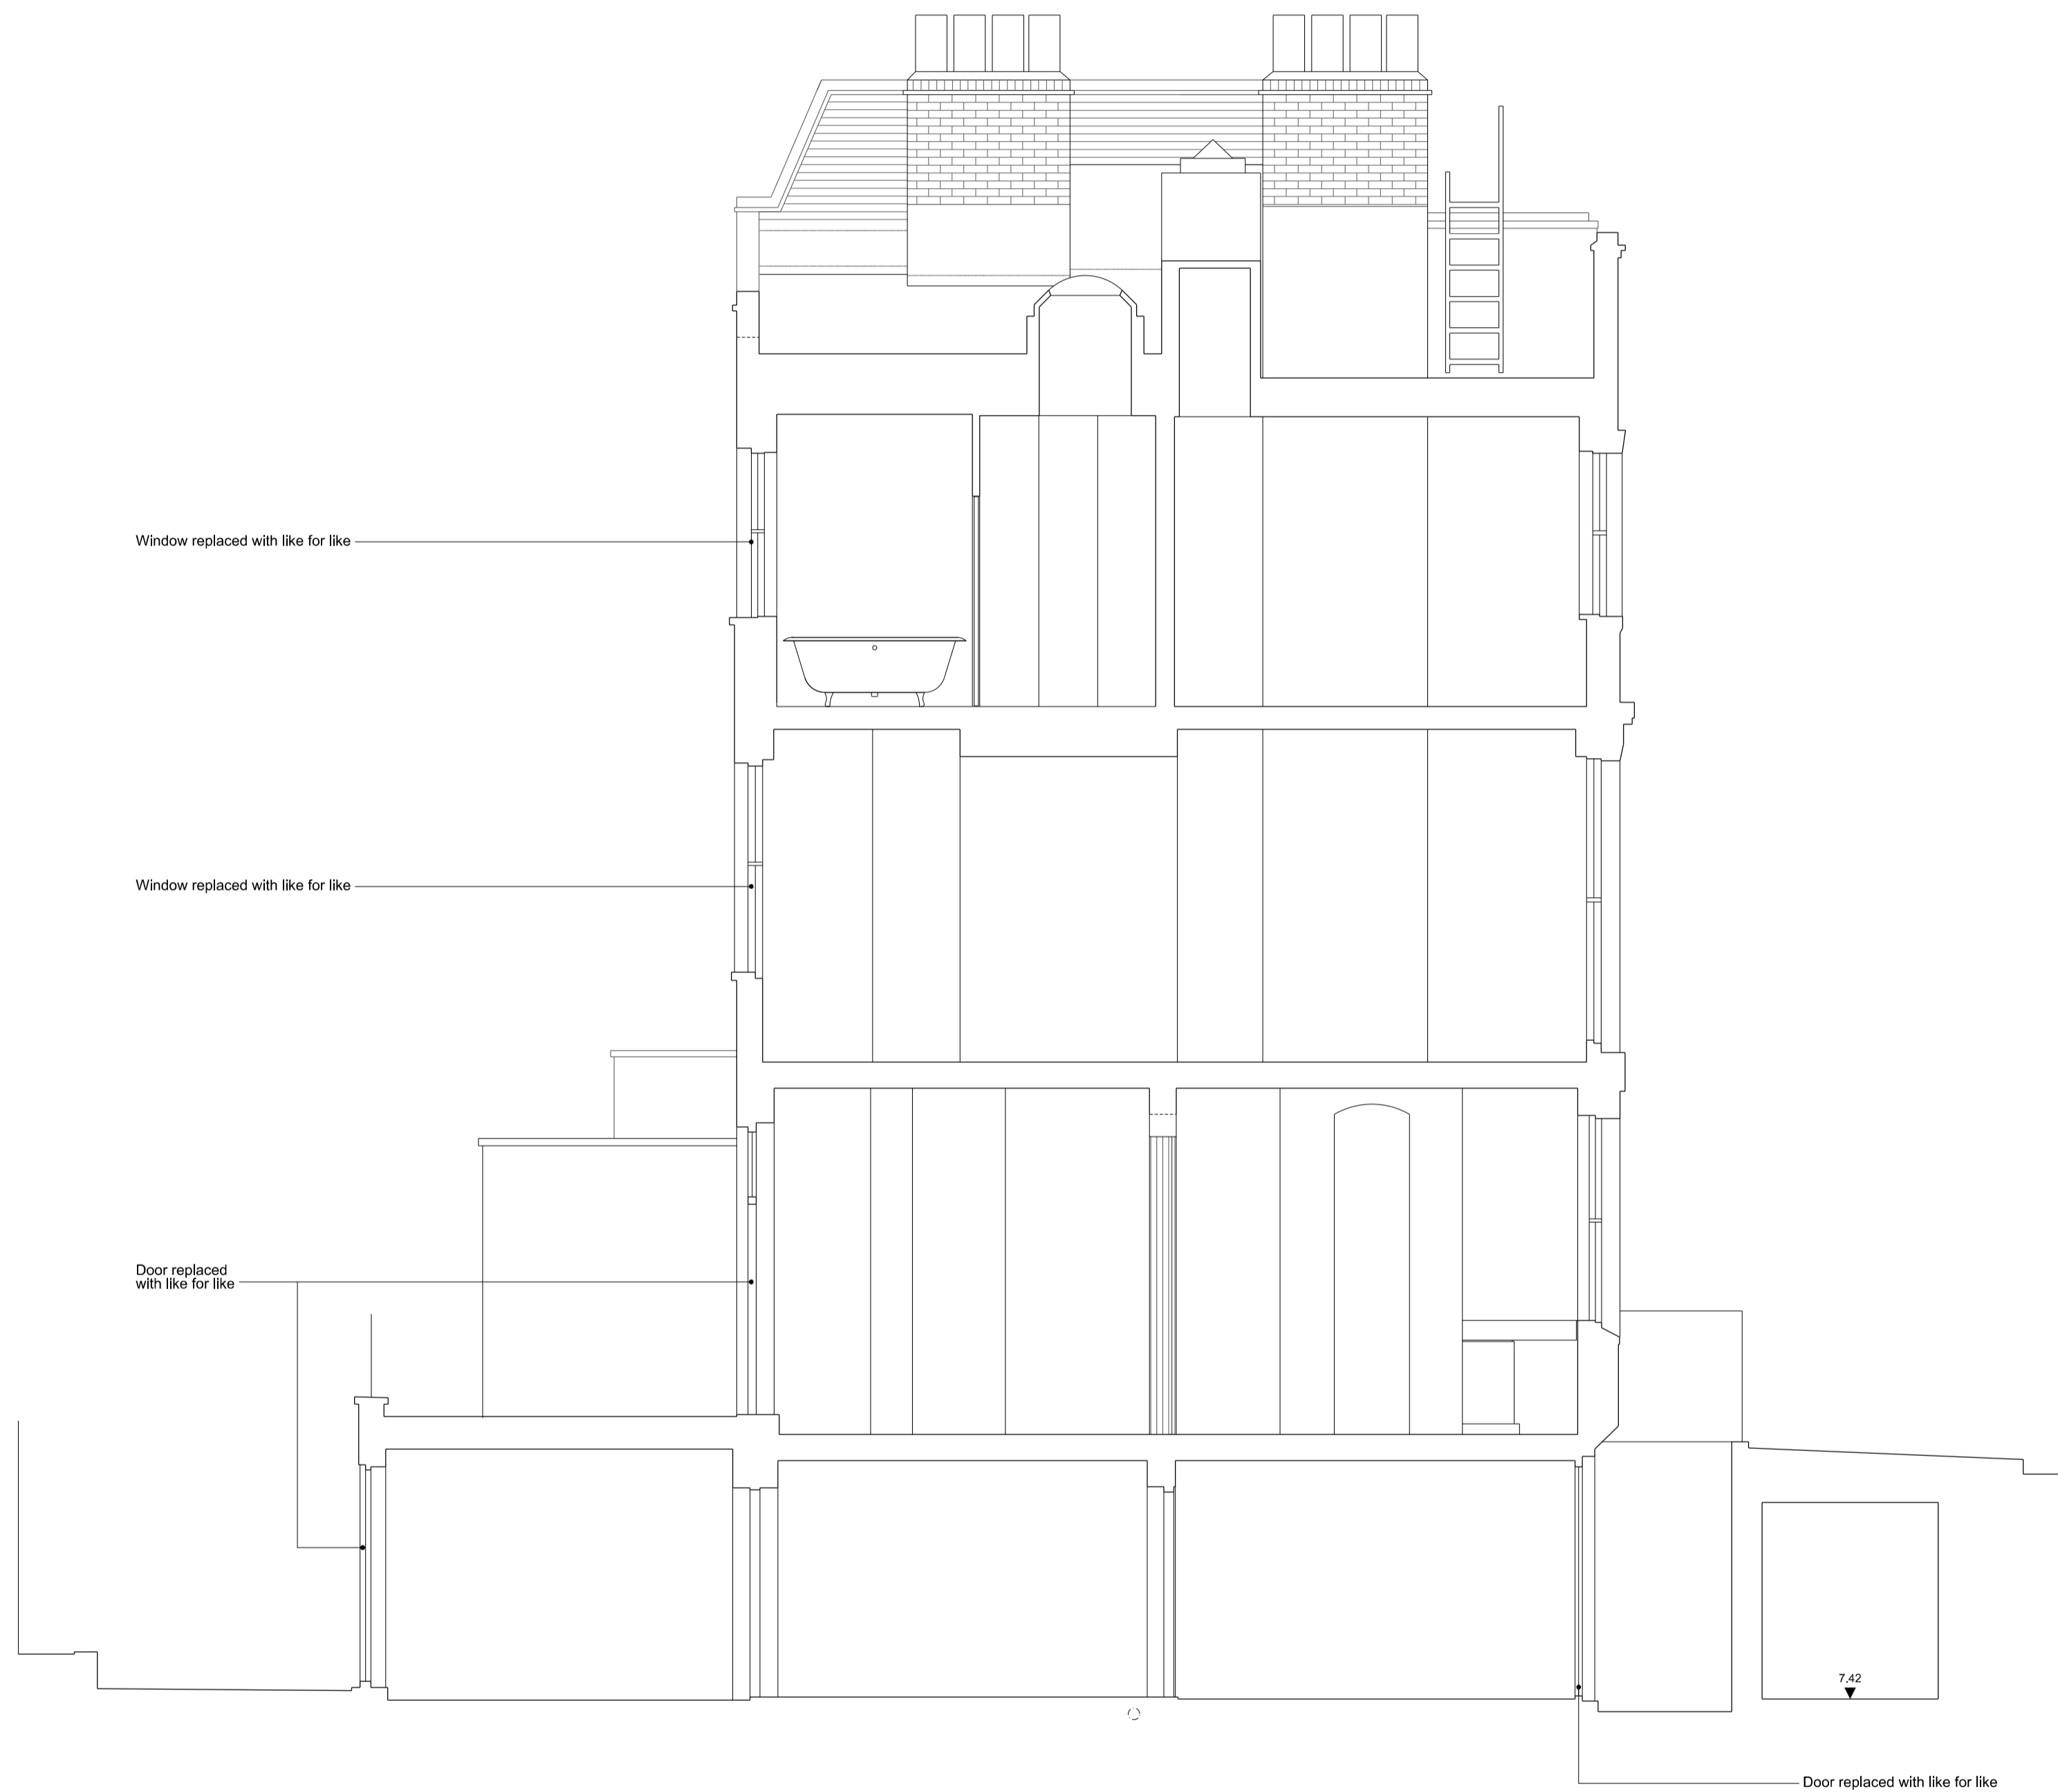 Window replaced with like for like
Window replaced with like for like
Door replaced
with like for like
7.42
Door replaced with like for like